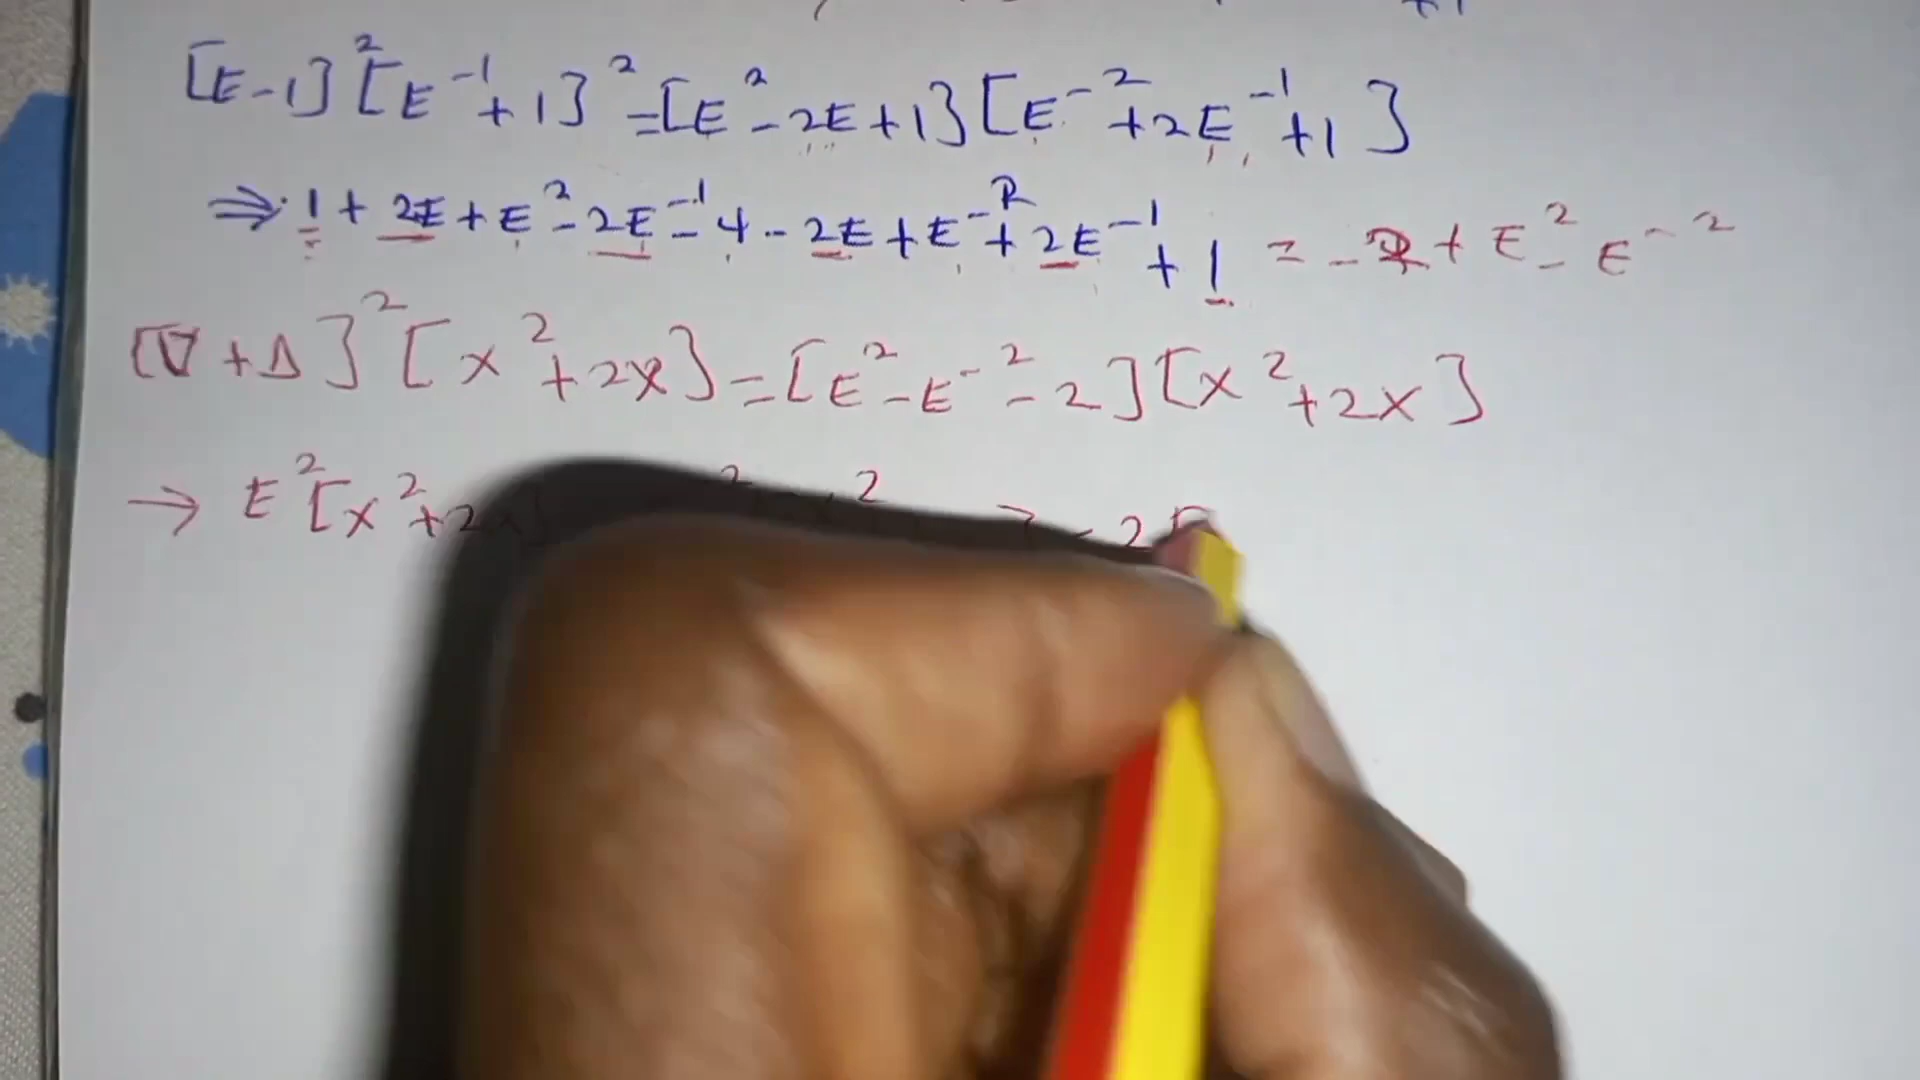 [E-1]² [E⁻¹+1]² = [E²-2E+1] [E⁻²+2E⁻¹+1]
⇒ 1 + 2E + E² - 2E⁻¹ - 4 - 2E + E⁻² + 2E⁻¹ + 1 = -2 + E² - E⁻²
[∇ + Δ]² [x²+2x] = [E²-E⁻²-2] [x²+2x]
→ E² [x²+2x]